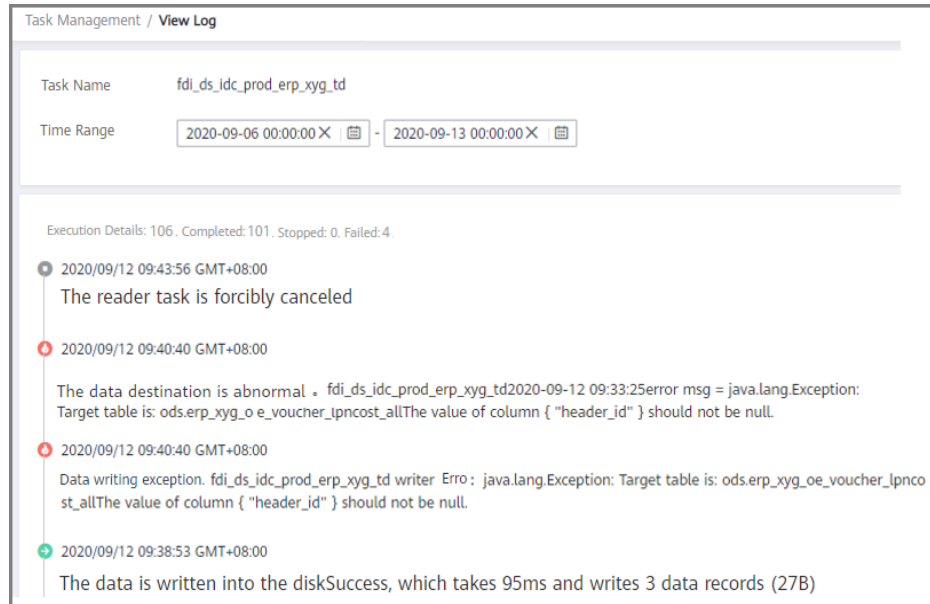 Task Management / View Log
Task Name fdi_ds_idc_prod_erp_xyg_td
Time Range 2020-09-06 00:00:00 - 2020-09-13 00:00:00
Execution Details: 106. Completed: 101. Stopped: 0. Failed: 4.
2020/09/12 09:43:56 GMT+08:00
The reader task is forcibly canceled
2020/09/12 09:40:40 GMT+08:00
The data destination is abnormal 。 fdi_ds_idc_prod_erp_xyg_td2020-09-12 09:33:25error msg = java.lang.Exception:
Target table is: ods.erp_xyg_o e_voucher_lpncost_allThe value of column { "header_id" } should not be null.
2020/09/12 09:40:40 GMT+08:00
Data writing exception. fdi_ds_idc_prod_erp_xyg_td writer Erro： java.lang.Exception: Target table is: ods.erp_xyg_oe_voucher_lpnco
st_allThe value of column { "header_id" } should not be null.
2020/09/12 09:38:53 GMT+08:00
The data is written into the diskSuccess, which takes 95ms and writes 3 data records (27B)